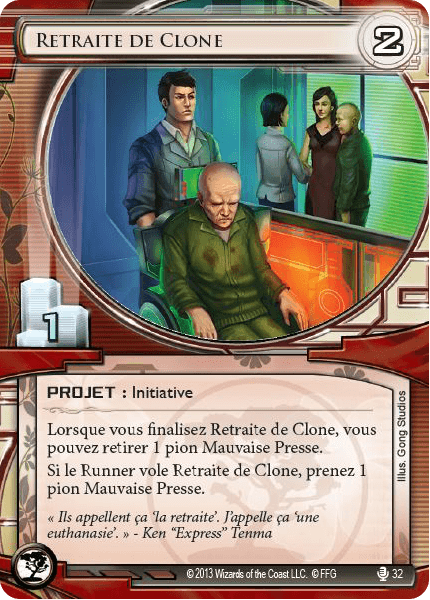 Retraite de Clone
2
1
PROJET : Initiative
Lorsque vous finalisez Retraite de Clone, vous
pouvez retirer 1 pion Mauvaise Presse.
Si le Runner vole Retraite de Clone, prenez 1
pion Mauvaise Presse.
« Ils appellent ça ‘la retraite’. J’appelle ça ‘une
euthanasie’. » - Ken “Express” Tenma
Illus. Gong Studios
©2013 Wizards of the Coast LLC. ©FFG
32